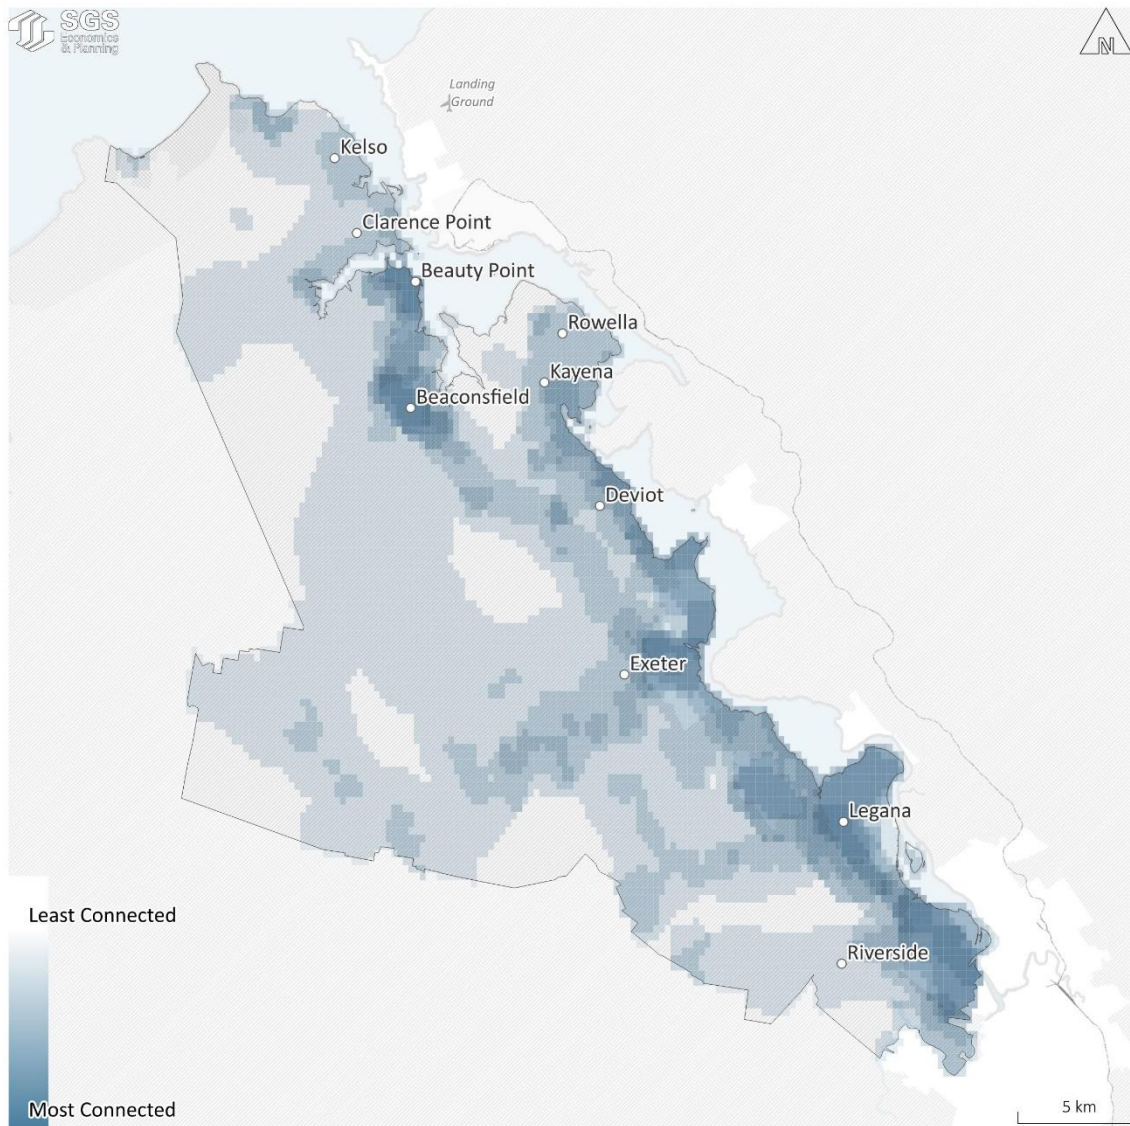 SGS
Economics
& Planning
N
Landing
Ground
Kelso
Clarence Point
Beauty Point
Rowella
Kayena
Beaconsfield
Deviot
Exeter
Legana
Least Connected
Riverside
Most Connected
5 km